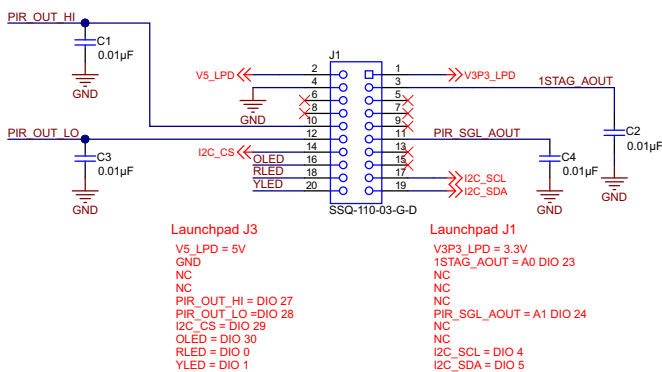 PIR_OUT_HI
C1
0.01µF
GND
J1
V5_LPD
2
1
V3P3_LPD
4
3
1STAG_AOUT
6
5
GND
8
7
10
9
C2
0.01µF
PIR_OUT_LO
12
11
PIR_SGL_AOUT
C3
0.01µF
I2C_CS
14
13
C4
0.01µF
OLED
16
15
RLED
18
17
I2C_SCL
YLED
20
19
I2C_SDA
GND
GND
GND
SSQ-110-03-G-D
Launchpad J3
V5_LPD = 5V
GND
NC
NC
PIR_OUT_HI = DIO 27
PIR_OUT_LO =DIO 28
I2C_CS = DIO 29
OLED = DIO 30
RLED = DIO 0
YLED = DIO 1
Launchpad J1
V3P3_LPD = 3.3V
1STAG_AOUT = A0 DIO 23
NC
NC
NC
PIR_SGL_AOUT = A1 DIO 24
NC
NC
I2C_SCL = DIO 4
I2C_SDA = DIO 5